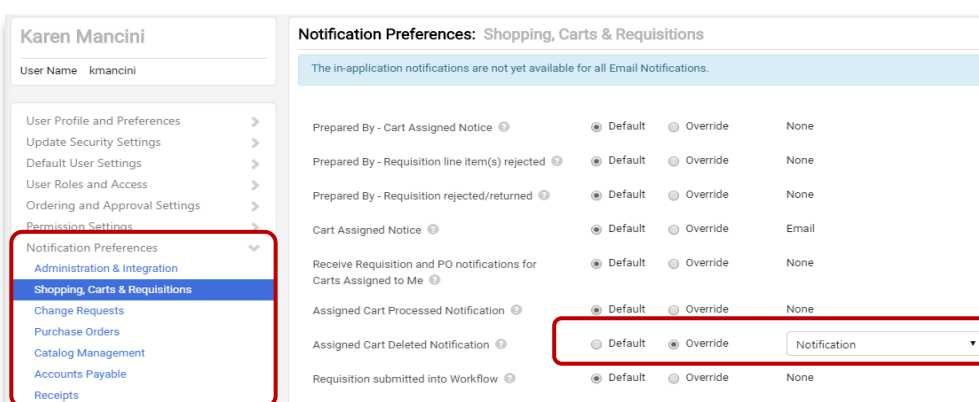 Karen Mancini
User Name kmancini
User Profile and Preferences
Update Security Settings
Default User Settings
User Roles and Access
Ordering and Approval Settings
Permission Settings
Notification Preferences
Administration & Integration
Shopping, Carts & Requisitions
Change Requests
Purchase Orders
Catalog Management
Accounts Payable
Receipts
Notification Preferences: Shopping, Carts & Requisitions
The in-application notifications are not yet available for all Email Notifications.
Prepared By - Cart Assigned Notice Default Override None
Prepared By - Requisition line item(s) rejected Default Override None
Prepared By - Requisition rejected/returned Default Override None
Cart Assigned Notice Default Override Email
Receive Requisition and PO notifications for Default Override None
Carts Assigned to Me
Assigned Cart Processed Notification Default Override None
Assigned Cart Deleted Notification Default Override Notification
Requisition submitted into Workflow Default Override None